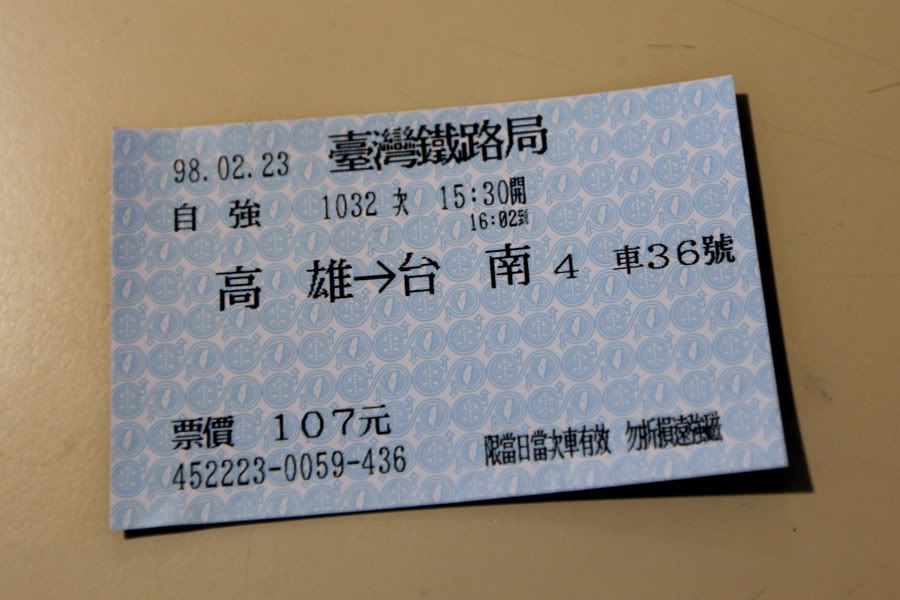 98.02.23 臺灣鐵路局
自強 1032次 15:30開
16:02到
高雄→台南 4車36號
票價 107元
452223-0059-436
限當日當次車有效 勿折損遠強磁